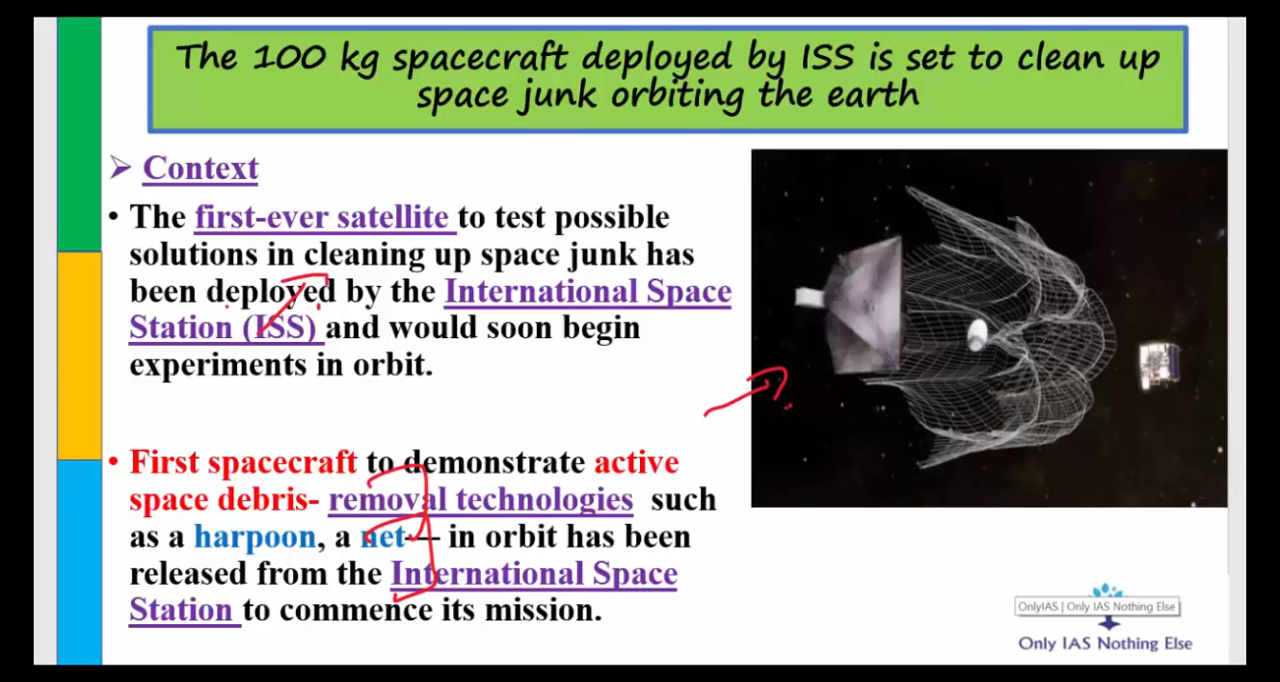 The 100 kg spacecraft deployed by ISS is set to clean up
space junk orbiting the earth
➢ Context
• The first-ever satellite to test possible
solutions in cleaning up space junk has
been deployed by the International Space
Station (ISS) and would soon begin
experiments in orbit.
• First spacecraft to demonstrate active
space debris- removal technologies such
as a harpoon, a net— in orbit has been
released from the International Space
Station to commence its mission.
OnlyIAS | Only IAS Nothing Else
Only IAS Nothing Else